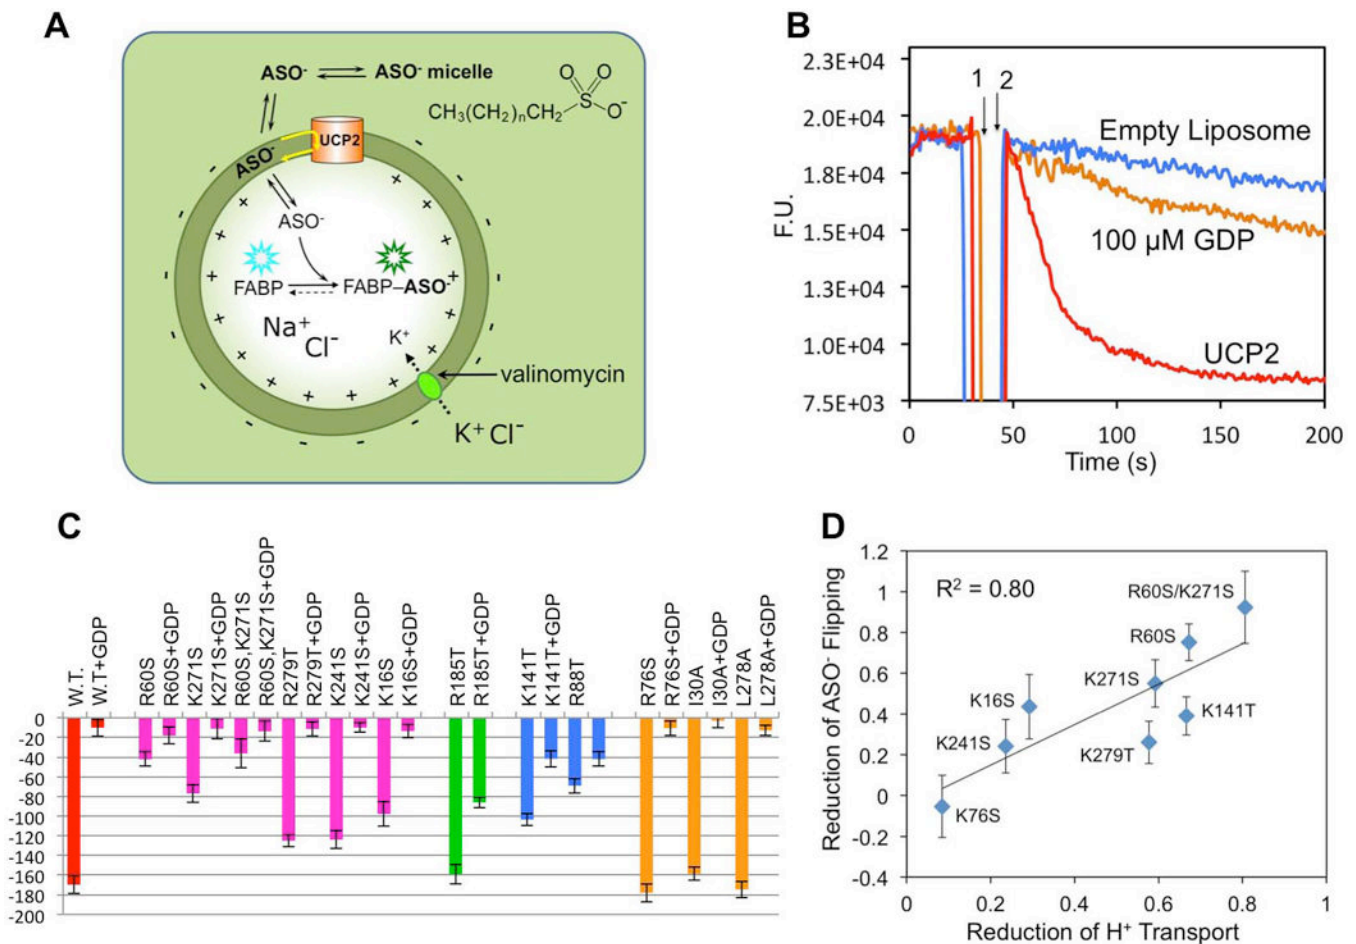 A
ASO⁻ ASO⁻ micelle
O O
S
CH₃(CH₂)ₙCH₂ O⁻
UCP2
ASO⁻
ASO⁻
FABP FABP–ASO⁻
Na⁺
Cl⁻
K⁺
valinomycin
K⁺ Cl⁻
B
F.U.
2.3E+04
2.0E+04
1.8E+04
1.5E+04
1.3E+04
1.0E+04
7.5E+03
1 2
Empty Liposome
100 µM GDP
UCP2
0 50 100 150 200
Time (s)
C
W.T.
W.T+GDP
R60S
R60S+GDP
K271S
K271S+GDP
R60S,K271S
R60S,K271S+GDP
R279T
R279T+GDP
K241S
K241S+GDP
K16S
K16S+GDP
R185T
R185T+GDP
K141T
K141T+GDP
R88T
R76S
R76S+GDP
I30A
I30A+GDP
L278A
L278A+GDP
0
-20
-40
-60
-80
-100
-120
-140
-160
-180
-200
D
Reduction of ASO⁻ Flipping
1.2
1
0.8
0.6
0.4
0.2
0
-0.2
-0.4
R² = 0.80
R60S/K271S
R60S
K271S
K16S
K141T
K241S
K279T
K76S
0 0.2 0.4 0.6 0.8 1
Reduction of H⁺ Transport